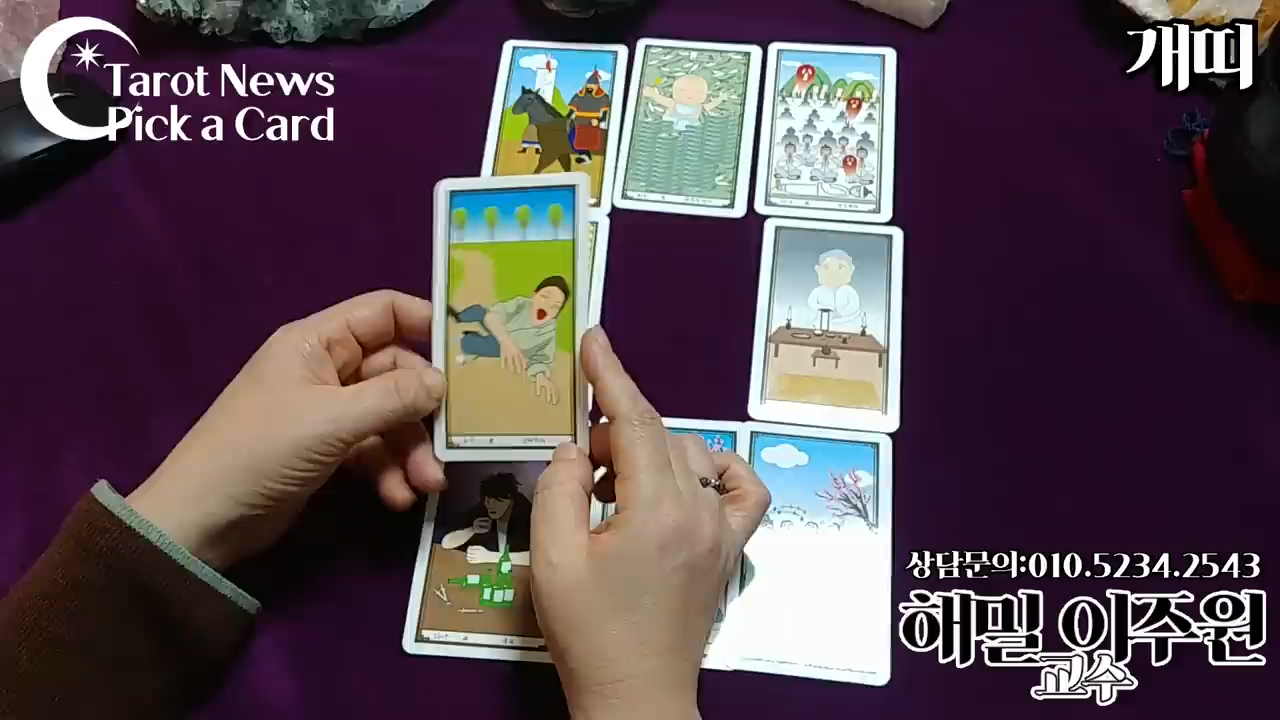 Tarot News
Pick a Card
개띠
상담문의:010.5234.2543
해밀 이주원
교수